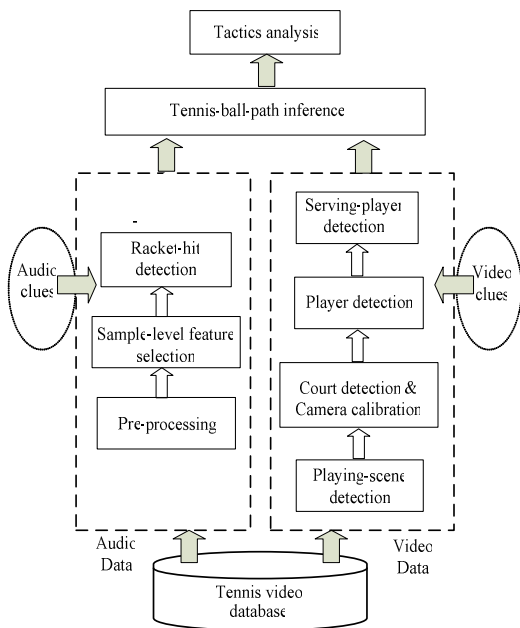 Tactics analysis
Tennis-ball-path inference
Audio
clues
Racket-hit
detection
Sample-level feature
selection
Pre-processing
Serving-player
detection
Player detection
Court detection &
Camera calibration
Playing-scene
detection
Video
clues
Audio
Data
Video
Data
Tennis video
database